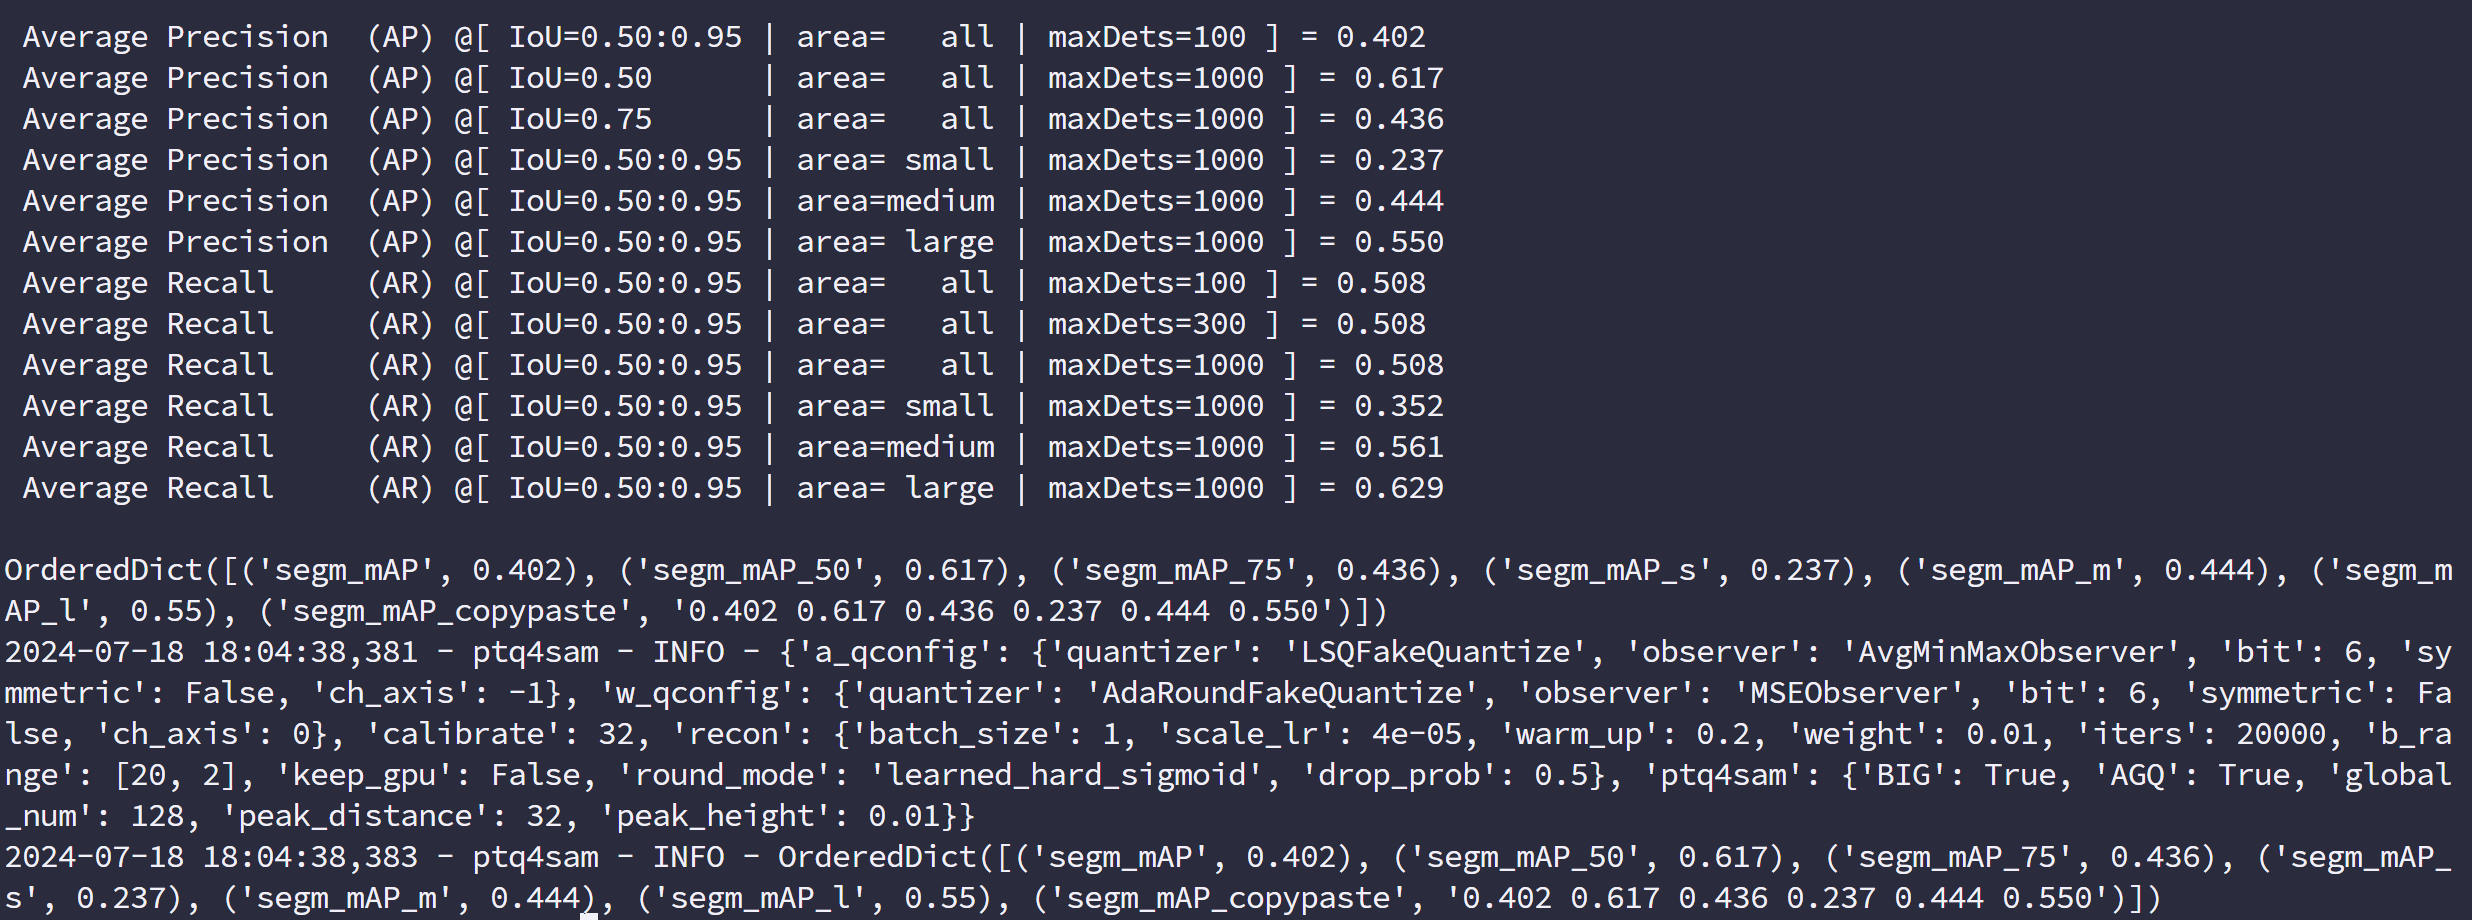 Average Precision  (AP) @[ IoU=0.50:0.95 | area=   all | maxDets=100 ] = 0.402
Average Precision  (AP) @[ IoU=0.50      | area=   all | maxDets=1000 ] = 0.617
Average Precision  (AP) @[ IoU=0.75      | area=   all | maxDets=1000 ] = 0.436
Average Precision  (AP) @[ IoU=0.50:0.95 | area= small | maxDets=1000 ] = 0.237
Average Precision  (AP) @[ IoU=0.50:0.95 | area=medium | maxDets=1000 ] = 0.444
Average Precision  (AP) @[ IoU=0.50:0.95 | area= large | maxDets=1000 ] = 0.550
Average Recall     (AR) @[ IoU=0.50:0.95 | area=   all | maxDets=100 ] = 0.508
Average Recall     (AR) @[ IoU=0.50:0.95 | area=   all | maxDets=300 ] = 0.508
Average Recall     (AR) @[ IoU=0.50:0.95 | area=   all | maxDets=1000 ] = 0.508
Average Recall     (AR) @[ IoU=0.50:0.95 | area= small | maxDets=1000 ] = 0.352
Average Recall     (AR) @[ IoU=0.50:0.95 | area=medium | maxDets=1000 ] = 0.561
Average Recall     (AR) @[ IoU=0.50:0.95 | area= large | maxDets=1000 ] = 0.629
OrderedDict([('segm_mAP', 0.402), ('segm_mAP_50', 0.617), ('segm_mAP_75', 0.436), ('segm_mAP_s', 0.237), ('segm_mAP_m', 0.444), ('segm_m
AP_l', 0.55), ('segm_mAP_copypaste', '0.402 0.617 0.436 0.237 0.444 0.550')])
2024-07-18 18:04:38,381 - ptq4sam - INFO - {'a_qconfig': {'quantizer': 'LSQFakeQuantize', 'observer': 'AvgMinMaxObserver', 'bit': 6, 'sy
mmetric': False, 'ch_axis': -1}, 'w_qconfig': {'quantizer': 'AdaRoundFakeQuantize', 'observer': 'MSEObserver', 'bit': 6, 'symmetric': Fa
lse, 'ch_axis': 0}, 'calibrate': 32, 'recon': {'batch_size': 1, 'scale_lr': 4e-05, 'warm_up': 0.2, 'weight': 0.01, 'iters': 20000, 'b_ra
nge': [20, 2], 'keep_gpu': False, 'round_mode': 'learned_hard_sigmoid', 'drop_prob': 0.5}, 'ptq4sam': {'BIG': True, 'AGQ': True, 'global
_num': 128, 'peak_distance': 32, 'peak_height': 0.01}}
2024-07-18 18:04:38,383 - ptq4sam - INFO - OrderedDict([('segm_mAP', 0.402), ('segm_mAP_50', 0.617), ('segm_mAP_75', 0.436), ('segm_mAP_
s', 0.237), ('segm_mAP_m', 0.444), ('segm_mAP_l', 0.55), ('segm_mAP_copypaste', '0.402 0.617 0.436 0.237 0.444 0.550')])